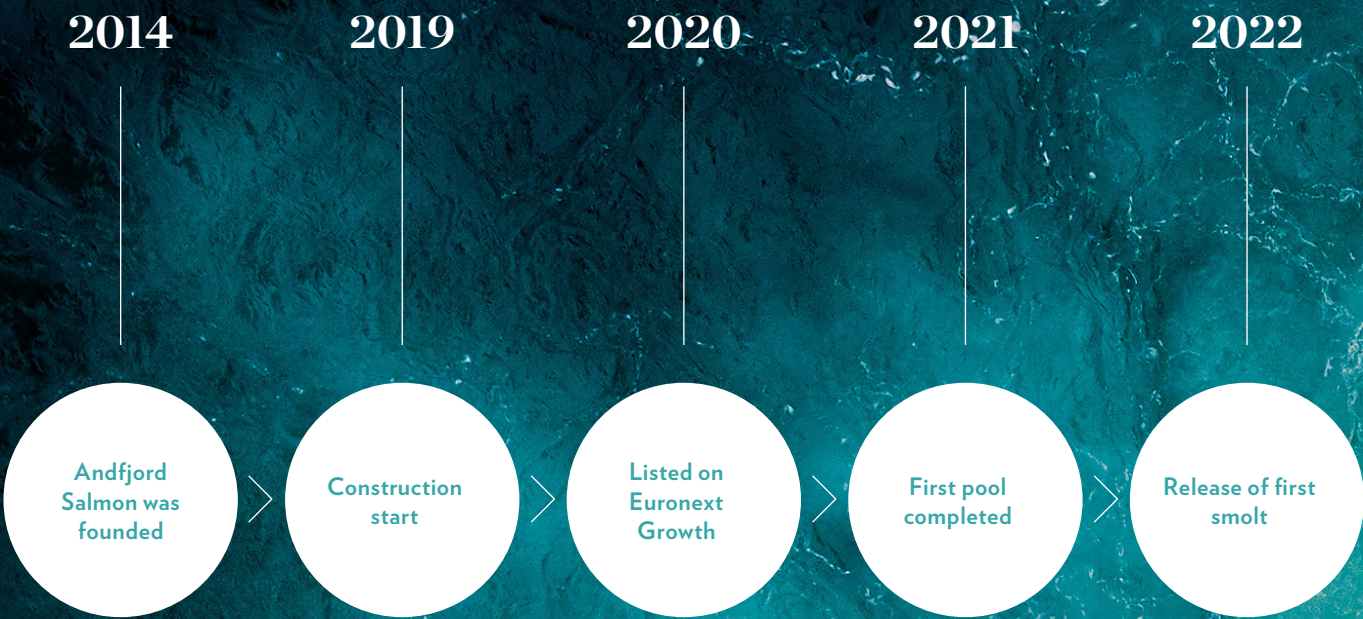 2014
2019
2020
2021
2022
Andfjord
Salmon was
founded
Construction
start
Listed on
Euronext
Growth
First pool
completed
Release of first
smolt